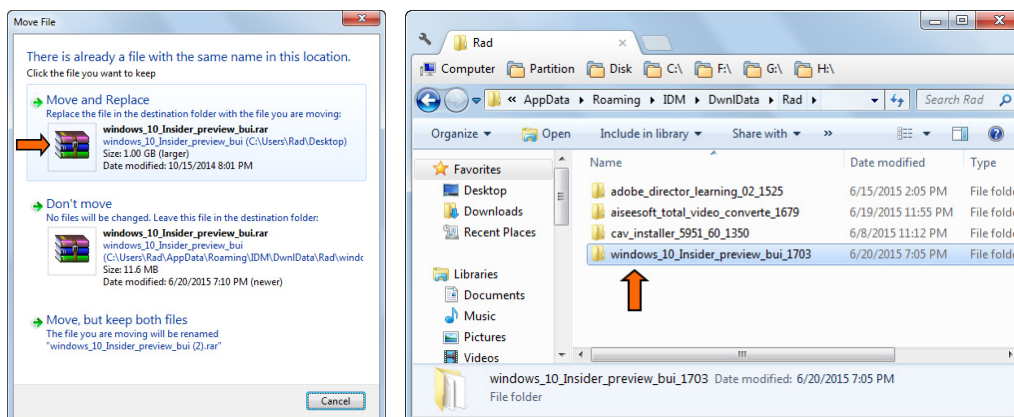 Move File
There is already a file with the same name in this location.
Click the file you want to keep
Move and Replace
Replace the file in the destination folder with the file you are moving:
windows_10_Insider_preview_bui.rar
windows_10_Insider_preview_bui (C:\Users\Rad\Desktop)
Size: 1.00 GB (larger)
Date modified: 10/15/2014 8:01 PM
Don't move
No files will be changed. Leave this file in the destination folder:
windows_10_Insider_preview_bui.rar
windows_10_Insider_preview_bui
(C:\Users\Rad\AppData\Roaming\IDM\DwnlData\Rad\windc
Size: 11.6 MB
Date modified: 6/20/2015 7:10 PM (newer)
Move, but keep both files
The file you are moving will be renamed
"windows_10_Insider_preview_bui (2).rar"
Cancel
Rad
Computer Partition Disk C:\ F:\ G:\ H:\
« AppData Roaming IDM DwnlData Rad Search Rad
Organize Open Include in library Share with »
Favorites
Desktop
Downloads
Recent Places
Libraries
Documents
Music
Pictures
Videos
Name Date modified Type
adobe_director_learning_02_1525 6/15/2015 2:05 PM File folde
aiseesoft_total_video_converte_1679 6/19/2015 11:55 PM File folde
cav_installer_5951_60_1350 6/8/2015 11:12 PM File folde
windows_10_Insider_preview_bui_1703 6/20/2015 7:05 PM File folde
windows_10_Insider_preview_bui_1703 Date modified: 6/20/2015 7:05 PM
File folder